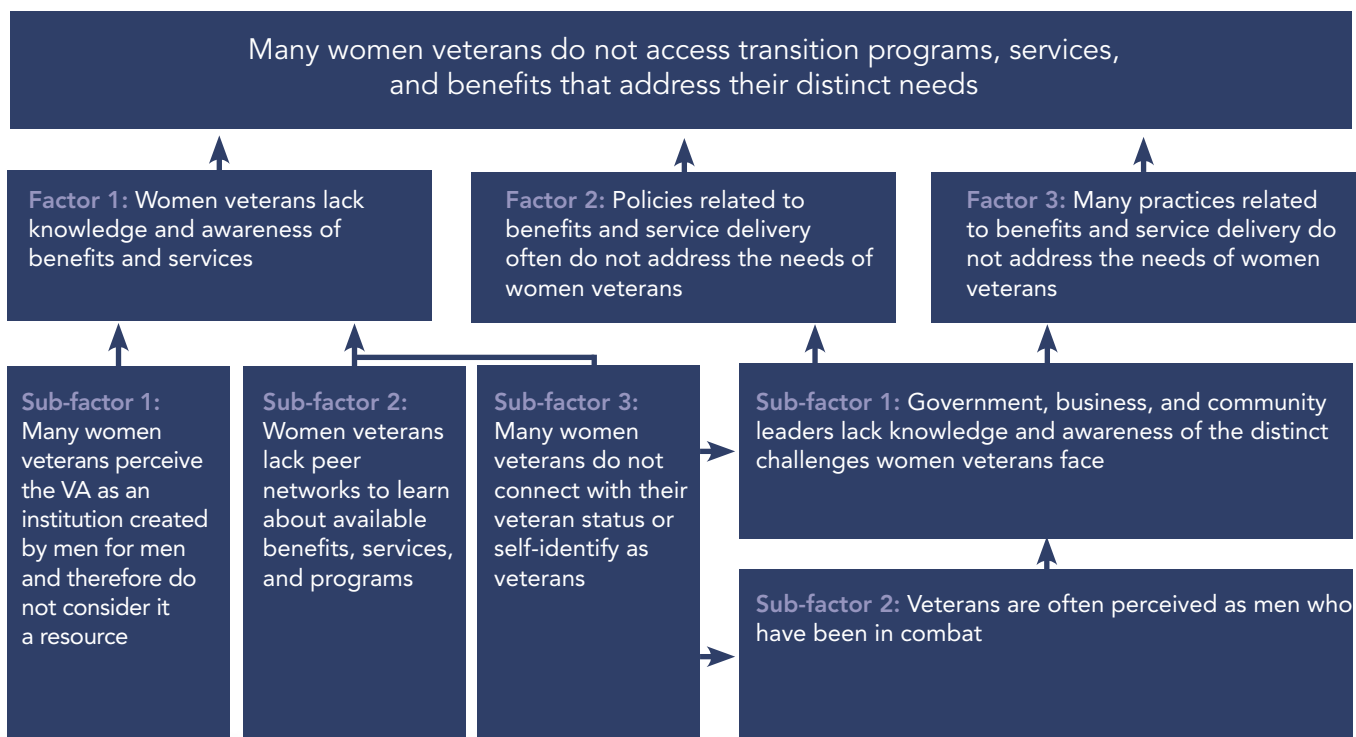 Many women veterans do not access transition programs, services,
and benefits that address their distinct needs
Factor 1: Women veterans lack
knowledge and awareness of
benefits and services
Factor 2: Policies related to
benefits and service delivery
often do not address the needs of
women veterans
Factor 3: Many practices related
to benefits and service delivery do
not address the needs of women
veterans
Sub-factor 1:
Many women
veterans perceive
the VA as an
institution created
by men for men
and therefore do
not consider it
a resource
Sub-factor 2:
Women veterans
lack peer
networks to learn
about available
benefits, services,
and programs
Sub-factor 3:
Many women
veterans do not
connect with their
veteran status or
self-identify as
veterans
Sub-factor 1: Government, business, and community
leaders lack knowledge and awareness of the distinct
challenges women veterans face
Sub-factor 2: Veterans are often perceived as men who
have been in combat